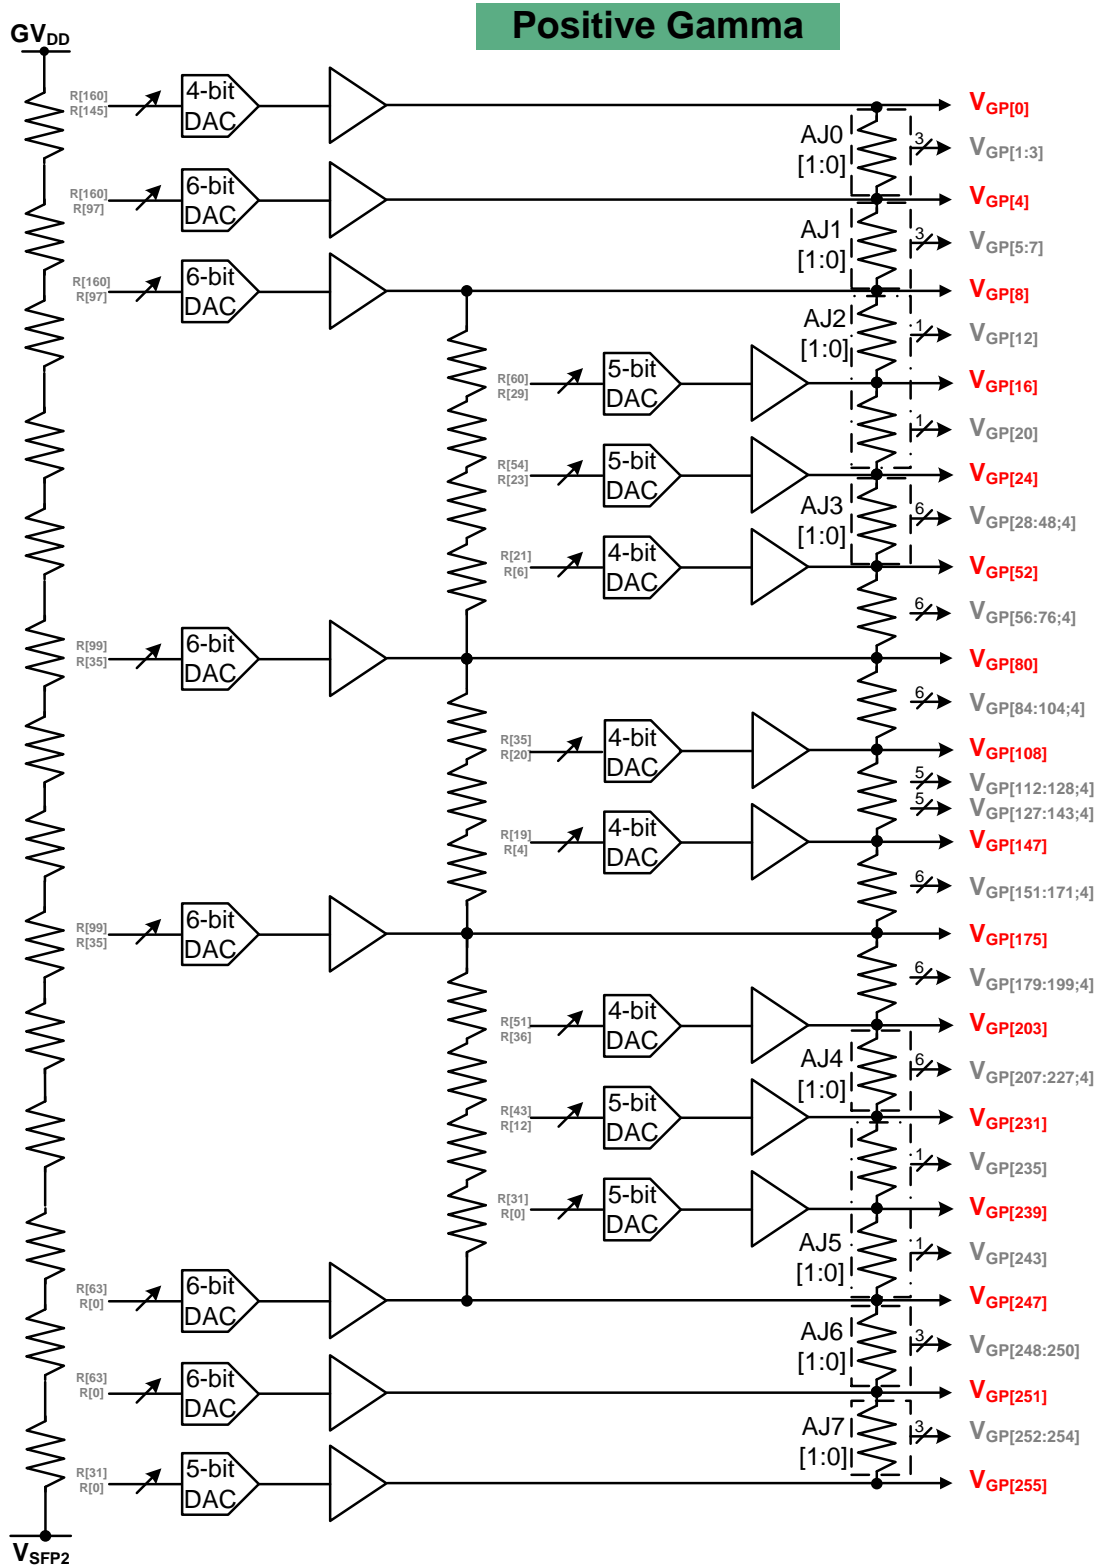 Positive Gamma
GVDD
R[160]
R[145]
4-bit
DAC
VGP[0]
AJ0
[1:0]
3
VGP[1:3]
R[160]
R[97]
6-bit
DAC
VGP[4]
AJ1
[1:0]
3
VGP[5:7]
R[160]
R[97]
6-bit
DAC
VGP[8]
AJ2
[1:0]
1
VGP[12]
R[60]
R[29]
5-bit
DAC
VGP[16]
1
VGP[20]
R[54]
R[23]
5-bit
DAC
VGP[24]
AJ3
[1:0]
6
VGP[28:48;4]
R[21]
R[6]
4-bit
DAC
VGP[52]
6
VGP[56:76;4]
R[99]
R[35]
6-bit
DAC
VGP[80]
6
VGP[84:104;4]
R[35]
R[20]
4-bit
DAC
VGP[108]
5
VGP[112:128;4]
5
VGP[127:143;4]
R[19]
R[4]
4-bit
DAC
VGP[147]
6
VGP[151:171;4]
R[99]
R[35]
6-bit
DAC
VGP[175]
6
VGP[179:199;4]
R[51]
R[36]
4-bit
DAC
VGP[203]
AJ4
[1:0]
6
VGP[207:227;4]
R[43]
R[12]
5-bit
DAC
VGP[231]
1
VGP[235]
R[31]
R[0]
5-bit
DAC
VGP[239]
AJ5
[1:0]
1
VGP[243]
R[63]
R[0]
6-bit
DAC
VGP[247]
AJ6
[1:0]
3
VGP[248:250]
R[63]
R[0]
6-bit
DAC
VGP[251]
AJ7
[1:0]
3
VGP[252:254]
R[31]
R[0]
5-bit
DAC
VGP[255]
VSFP2